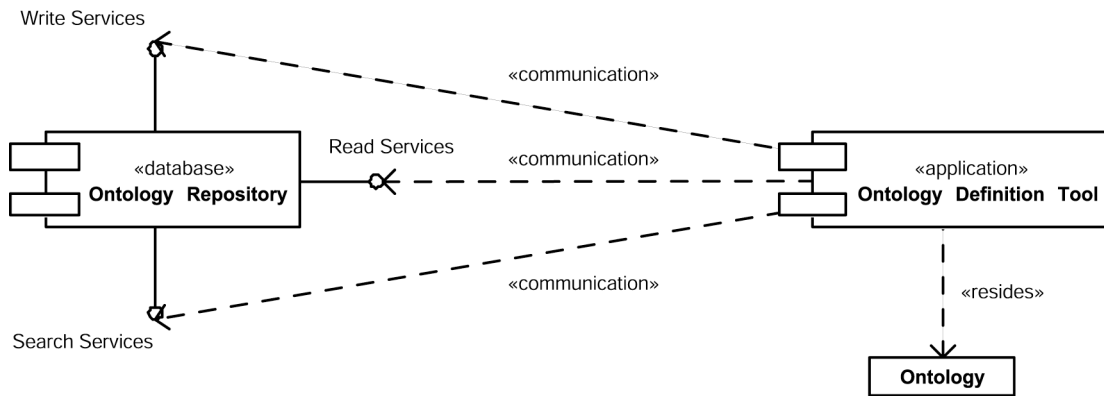 Write Services
«communication»
Read Services
«database»
«communication»
«application»
Ontology Repository
Ontology Definition Tool
«communication»
«resides»
Search Services
Ontology